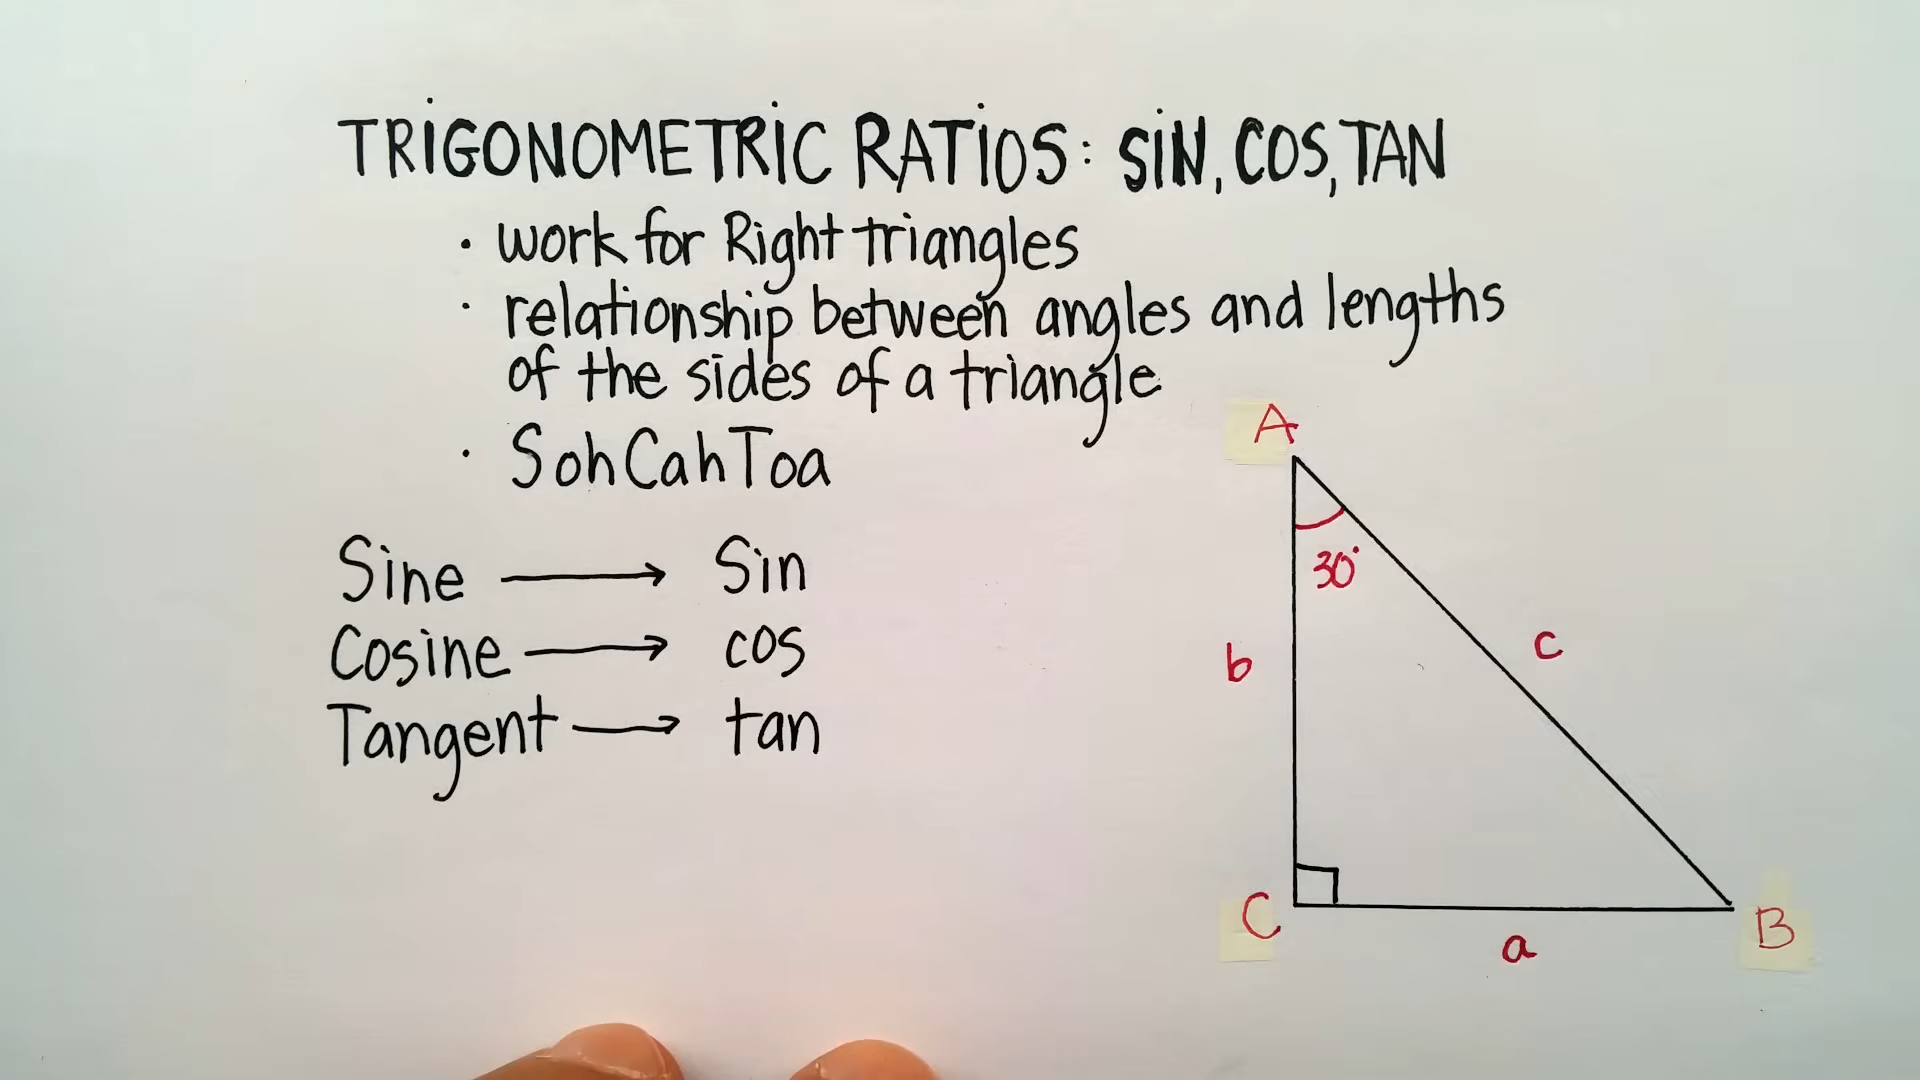 TRIGONOMETRIC RATIOS: SIN, COS, TAN
· work for Right triangles
· relationship between angles and lengths
of the sides of a triangle
· SohCahToa
Sine → Sin
Cosine → cos
Tangent → tan
A
30°
b
c
C
a
B